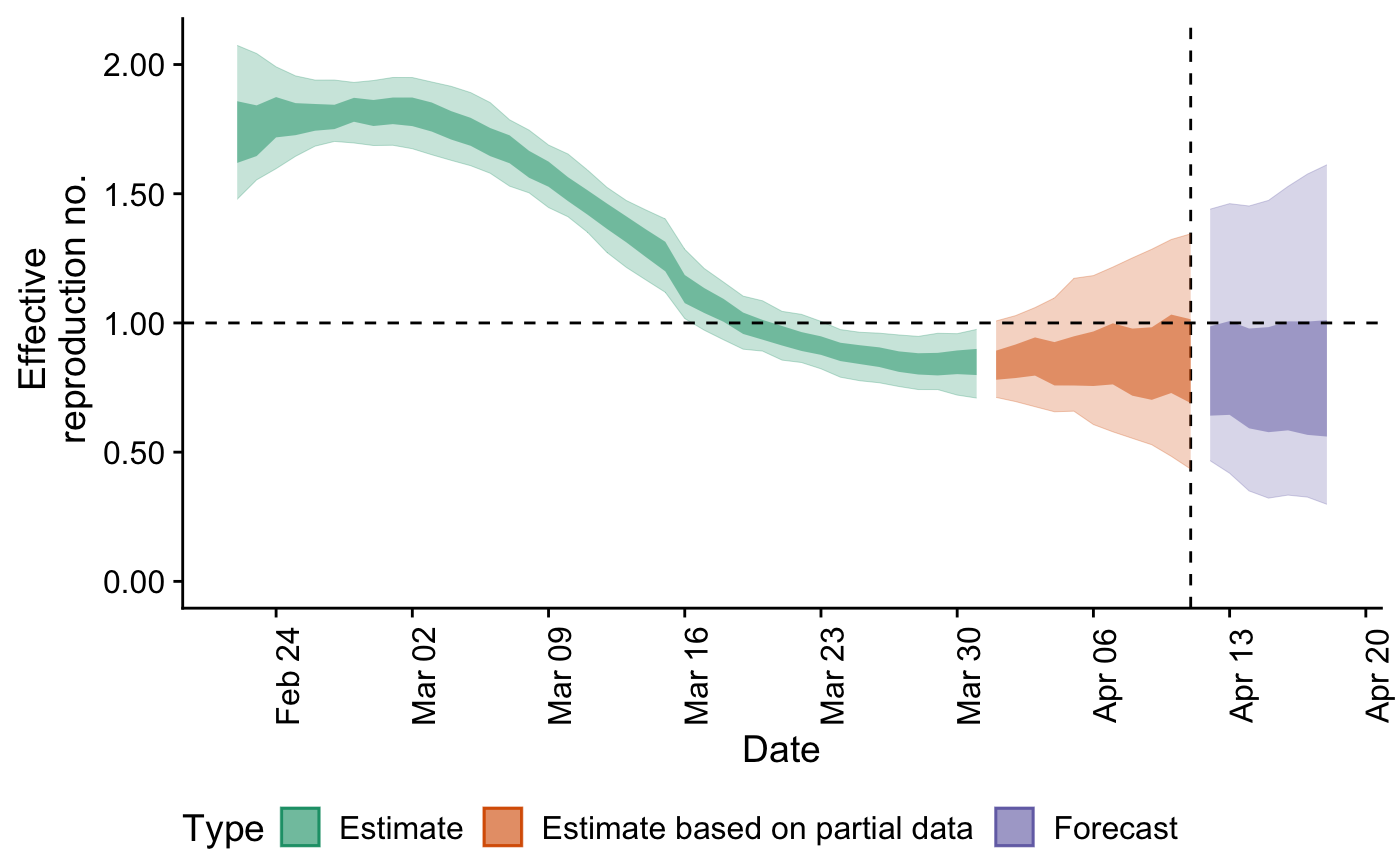 Effective
reproduction no.
2.00
1.50
1.00
0.50
0.00
Feb 24
Mar 02
Mar 09
Mar 16
Mar 23
Mar 30
Apr 06
Apr 13
Apr 20
Date
Type Estimate Estimate based on partial data Forecast